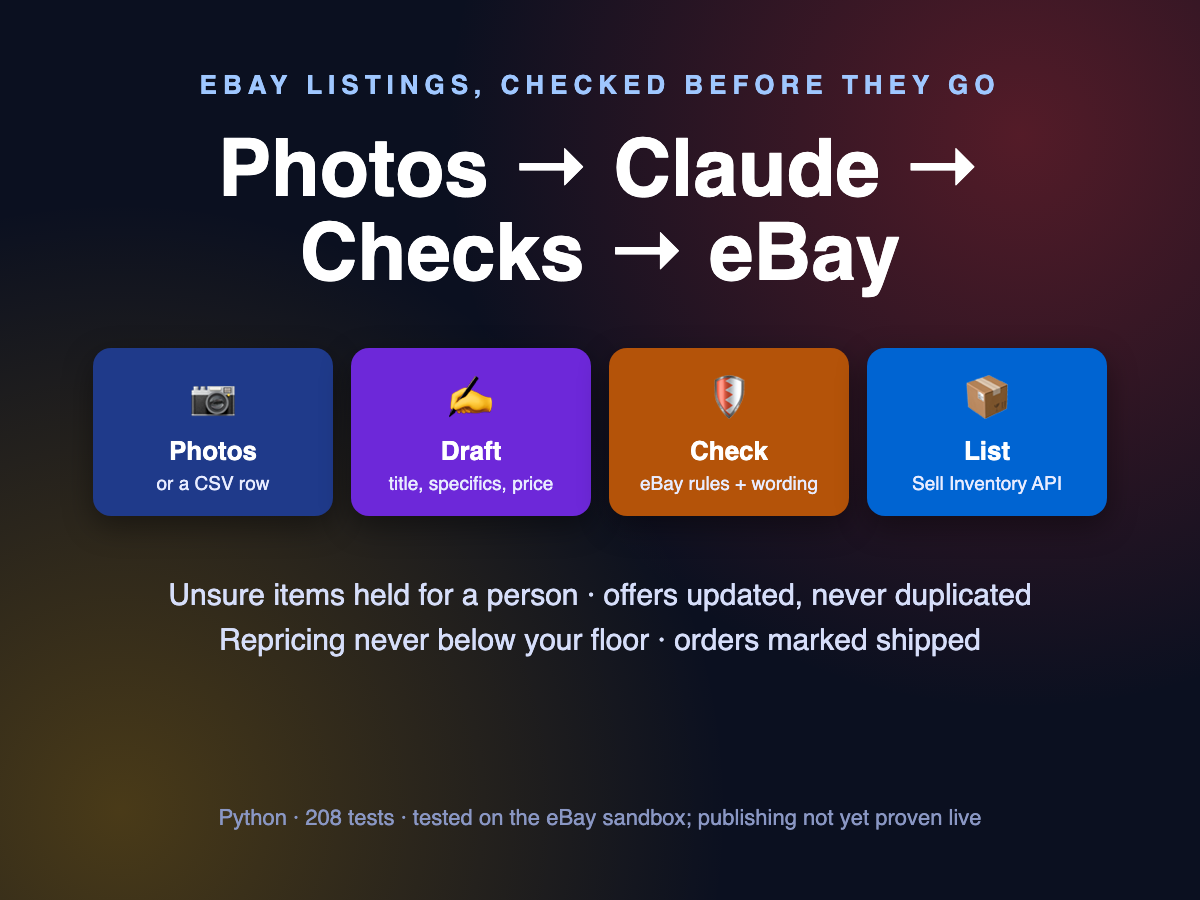 EBAY LISTINGS, CHECKED BEFORE THEY GO
Photos → Claude →
Checks → eBay
Photos
or a CSV row
Draft
title, specifics, price
Check
eBay rules + wording
List
Sell Inventory API
Unsure items held for a person · offers updated, never duplicated
Repricing never below your floor · orders marked shipped
Python · 208 tests · tested on the eBay sandbox; publishing not yet proven live